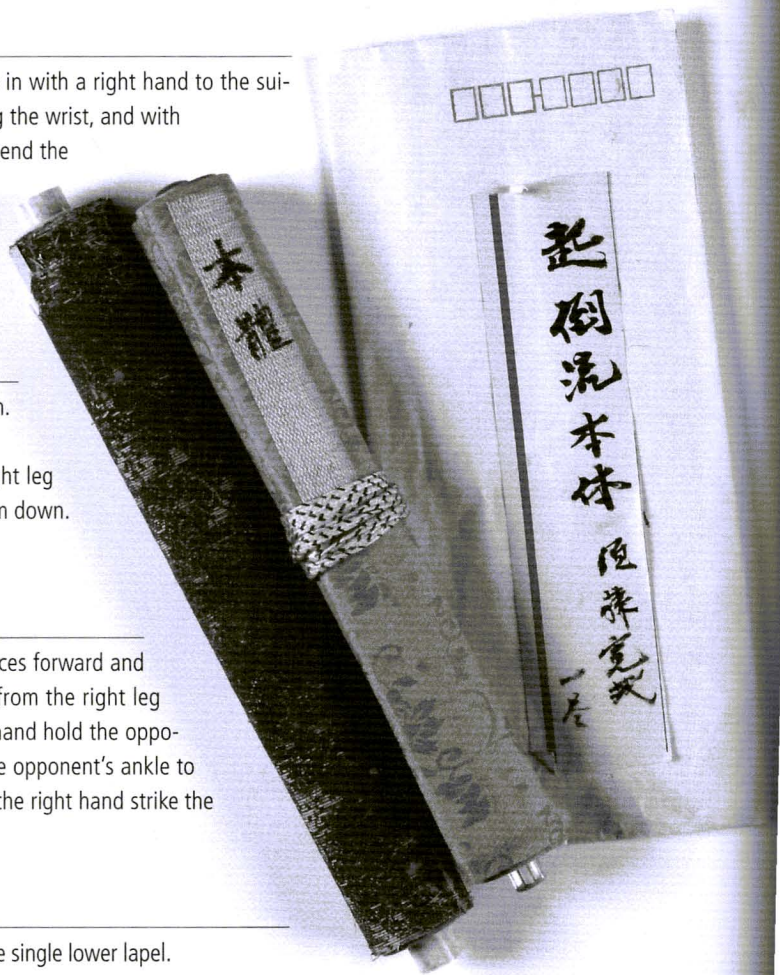 in with a right hand to the sui-
g the wrist, and with
end the
n.
ht leg
m down.
ces forward and
from the right leg
hand hold the oppo-
e opponent's ankle to
the right hand strike the
e single lower lapel.
本體
起倒流本体
一巻